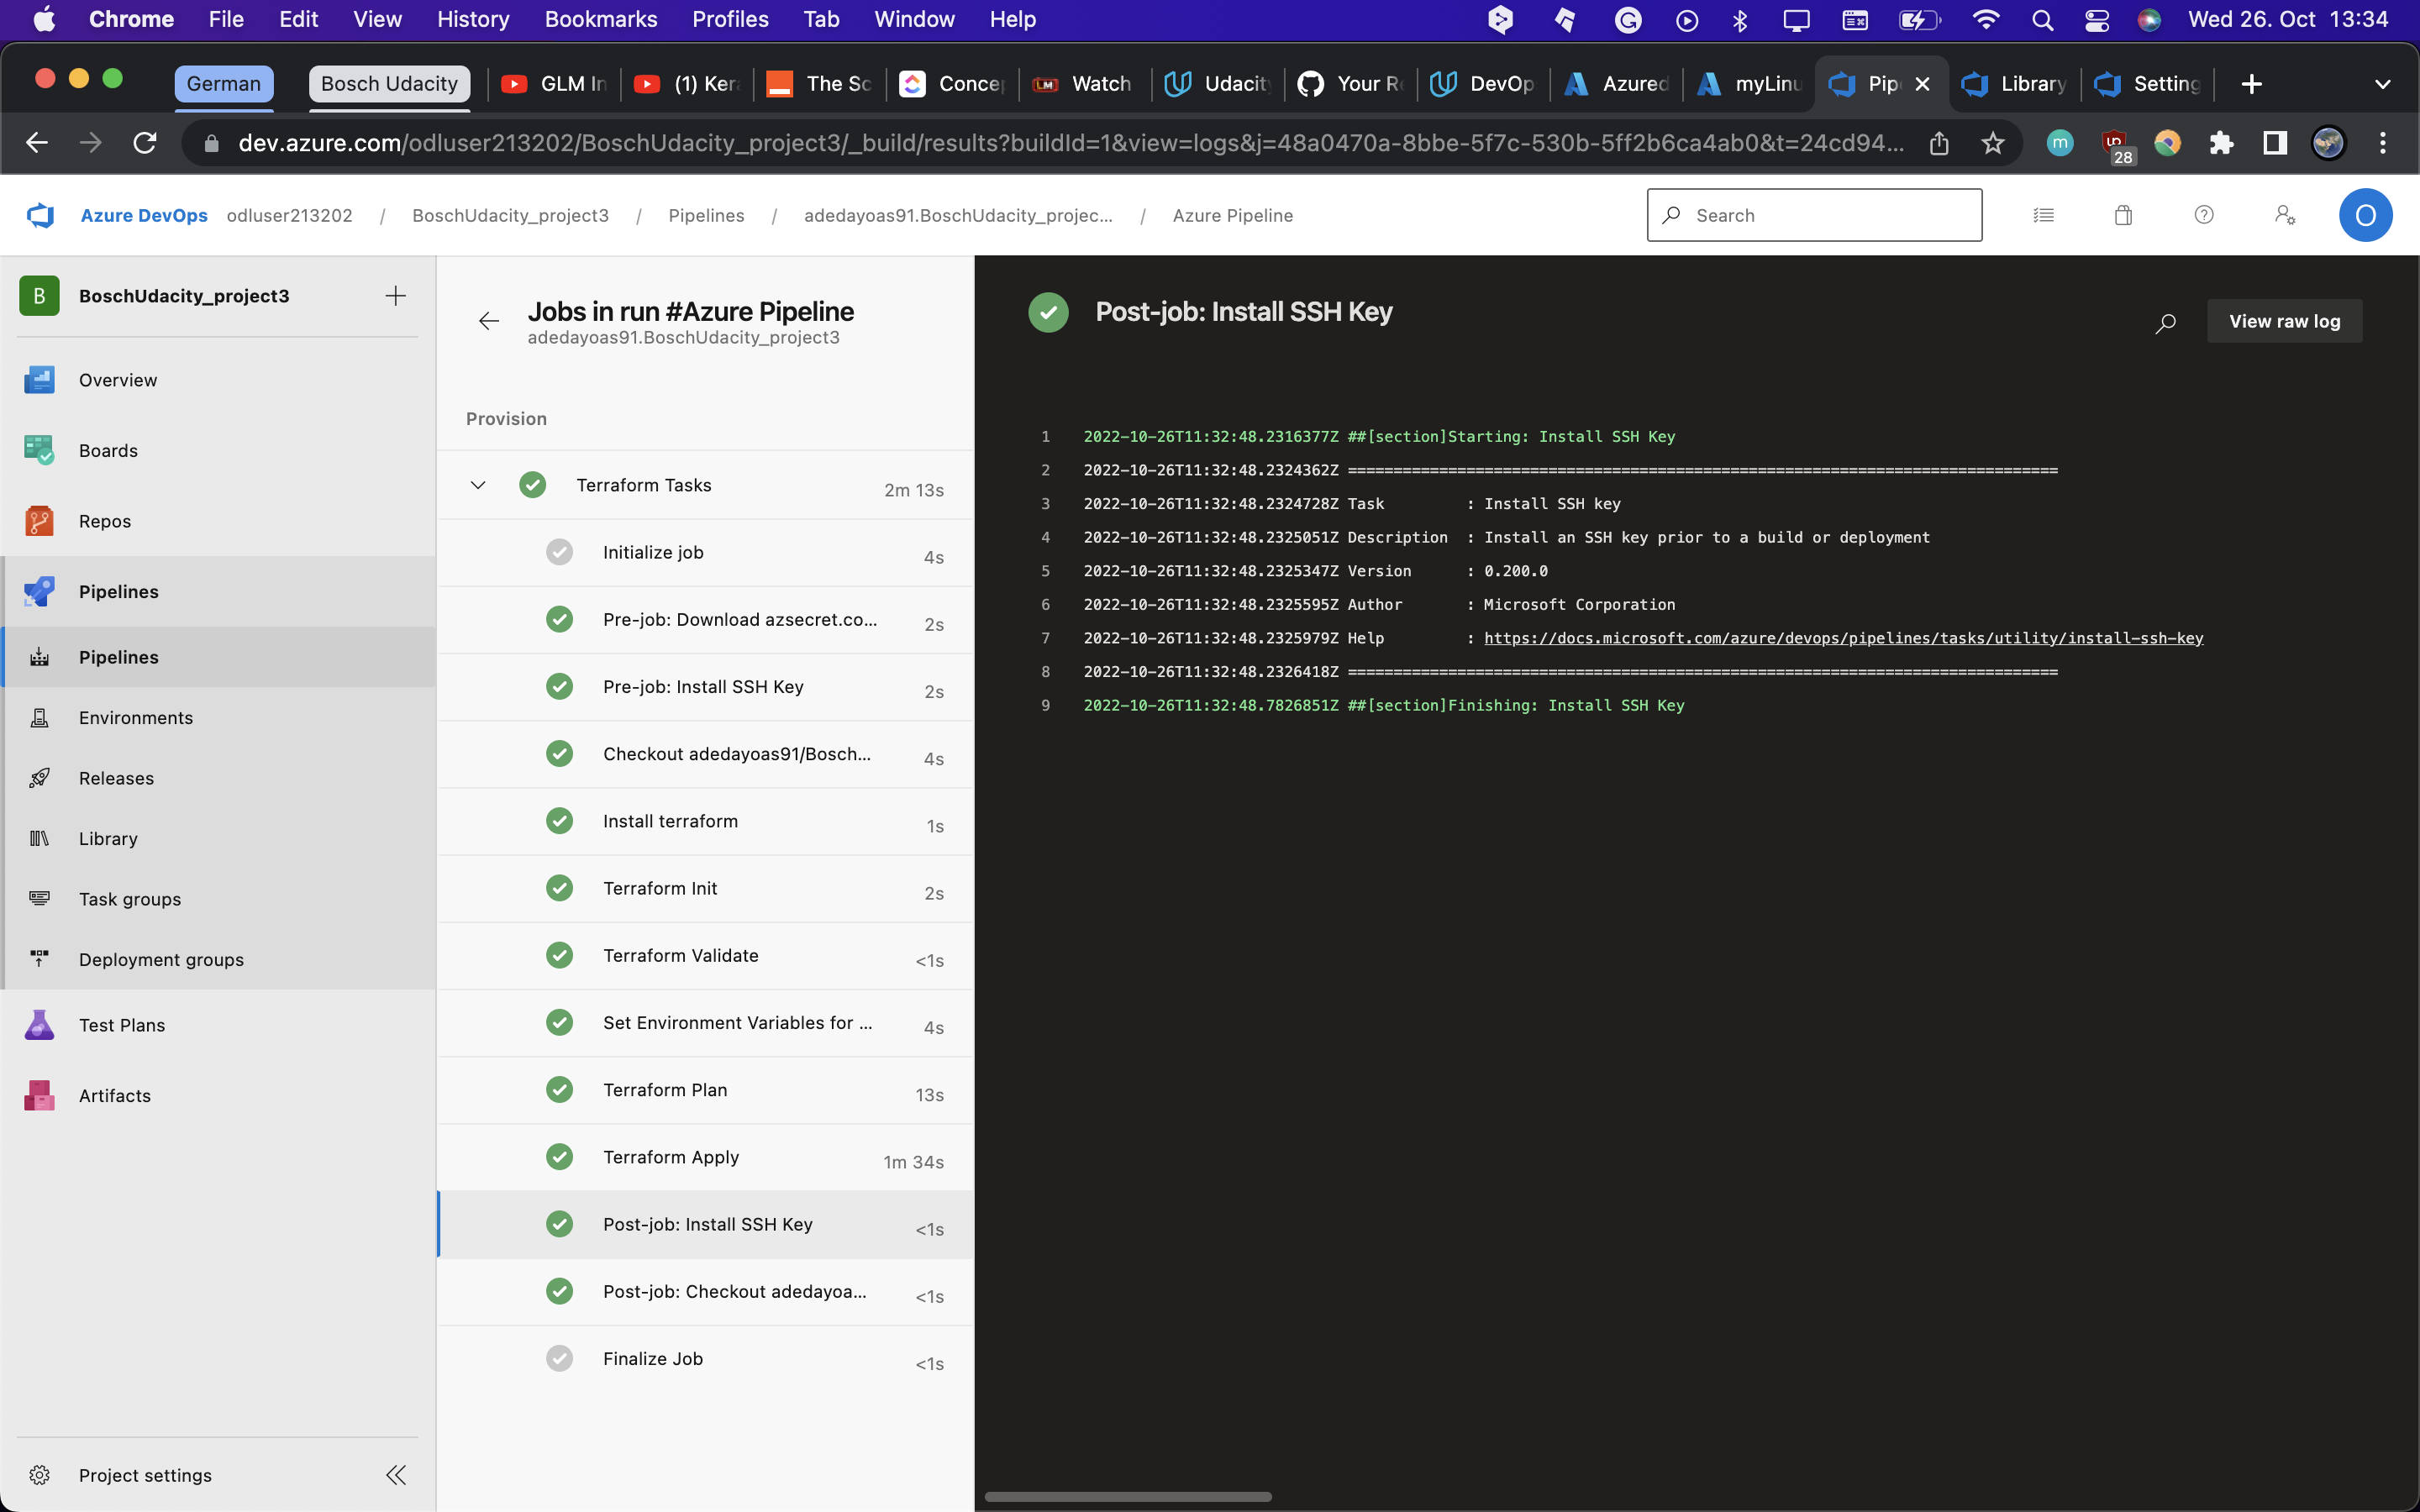 Chrome File Edit View History Bookmarks Profiles Tab Window Help Wed 26. Oct 13:34
German Bosch Udacity GLM In (1) Ker The Sc Concep Watch Udacit Your Re DevOp Azured myLinu Pip Library Setting
dev.azure.com/odluser213202/BoschUdacity_project3/_build/results?buildId=1&view=logs&j=48a0470a-8bbe-5f7c-530b-5ff2b6ca4ab0&t=24cd94... m 28
Azure DevOps odluser213202 / BoschUdacity_project3 / Pipelines / adedayoas91.BoschUdacity_projec... / Azure Pipeline Search O
B BoschUdacity_project3
Overview
Boards
Repos
Pipelines
Pipelines
Environments
Releases
Library
Task groups
Deployment groups
Test Plans
Artifacts
Project settings
Jobs in run #Azure Pipeline
adedayoas91.BoschUdacity_project3
Provision
Terraform Tasks 2m 13s
Initialize job 4s
Pre-job: Download azsecret.co... 2s
Pre-job: Install SSH Key 2s
Checkout adedayoas91/Bosch... 4s
Install terraform 1s
Terraform Init 2s
Terraform Validate <1s
Set Environment Variables for ... 4s
Terraform Plan 13s
Terraform Apply 1m 34s
Post-job: Install SSH Key <1s
Post-job: Checkout adedayoa... <1s
Finalize Job <1s
Post-job: Install SSH Key
View raw log
1 2022-10-26T11:32:48.2316377Z ##[section]Starting: Install SSH Key
2 2022-10-26T11:32:48.2324362Z ==============================================================================
3 2022-10-26T11:32:48.2324728Z Task : Install SSH key
4 2022-10-26T11:32:48.2325051Z Description : Install an SSH key prior to a build or deployment
5 2022-10-26T11:32:48.2325347Z Version : 0.200.0
6 2022-10-26T11:32:48.2325595Z Author : Microsoft Corporation
7 2022-10-26T11:32:48.2325979Z Help : https://docs.microsoft.com/azure/devops/pipelines/tasks/utility/install-ssh-key
8 2022-10-26T11:32:48.2326418Z ==============================================================================
9 2022-10-26T11:32:48.7826851Z ##[section]Finishing: Install SSH Key